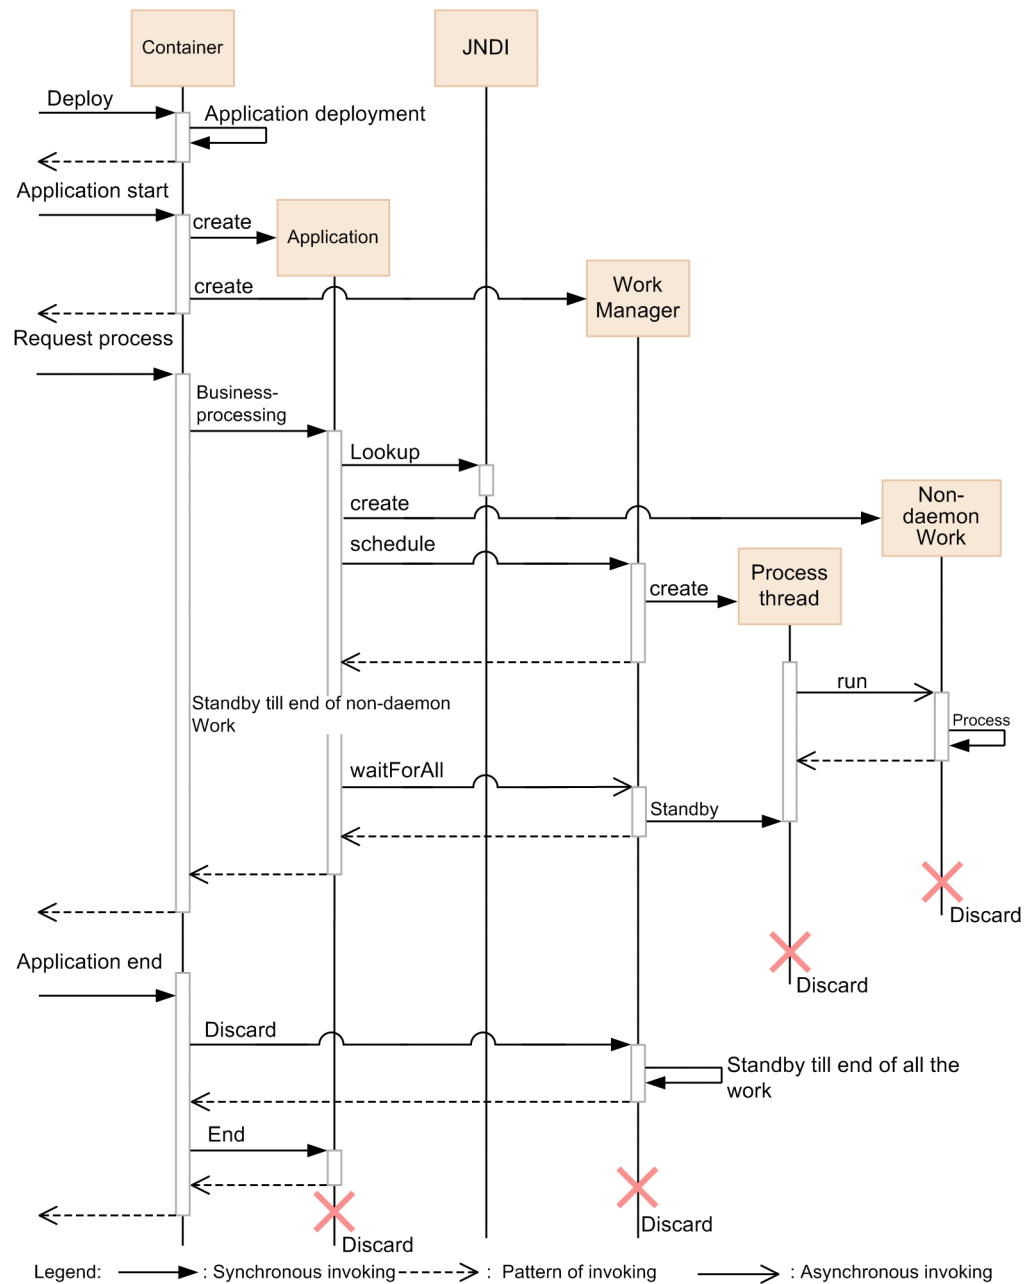 Container
JNDI
Deploy
Application deployment
Application start
create
Application
create
Work
Manager
Request process
Business-
processing
Lookup
create
Non-
daemon
Work
schedule
Process
thread
create
run
Standby till end of non-daemon
Work
Process
waitForAll
Standby
Discard
Application end
Discard
Discard
Standby till end of all the
work
End
Discard
Discard
Legend: : Synchronous invoking : Pattern of invoking : Asynchronous invoking